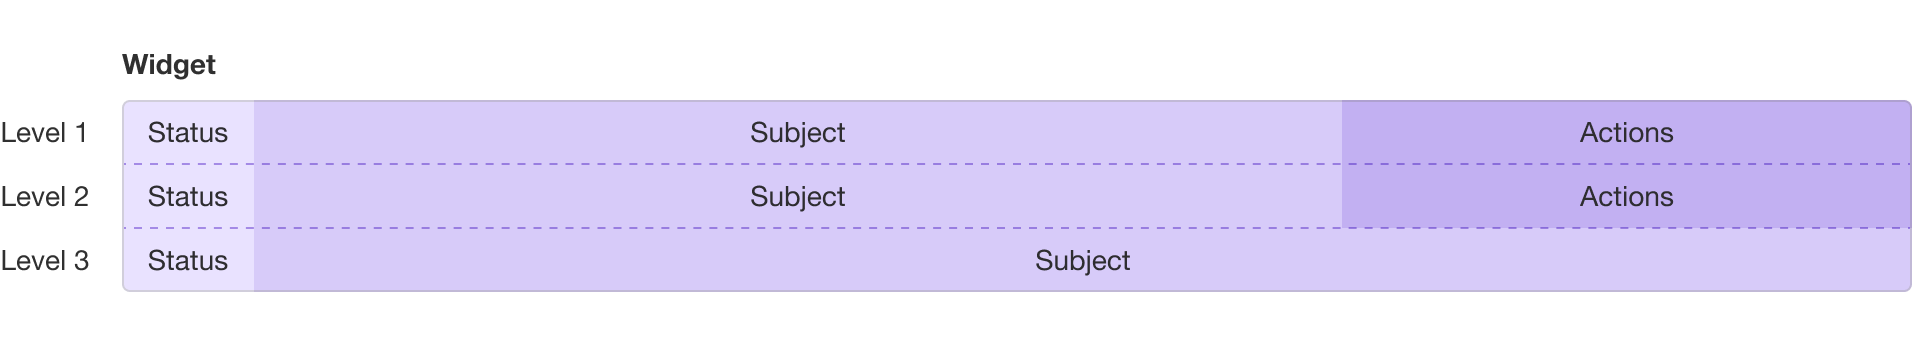 Widget
Level 1 Status Subject Actions
Level 2 Status Subject Actions
Level 3 Status Subject